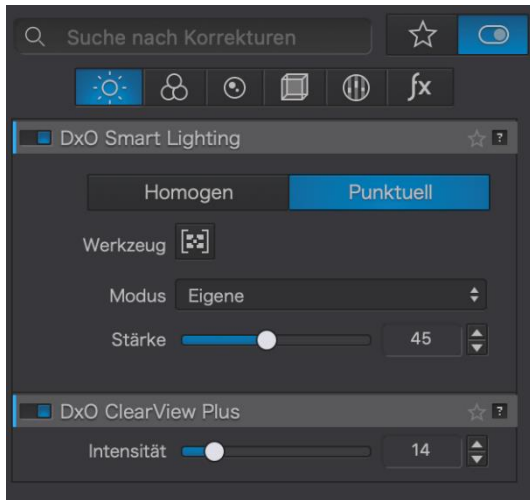 Suche nach Korrekturen
fx
DxO Smart Lighting
?
Homogen Punktuell
Werkzeug
Modus Eigene
Stärke 45
DxO ClearView Plus
?
Intensität 14